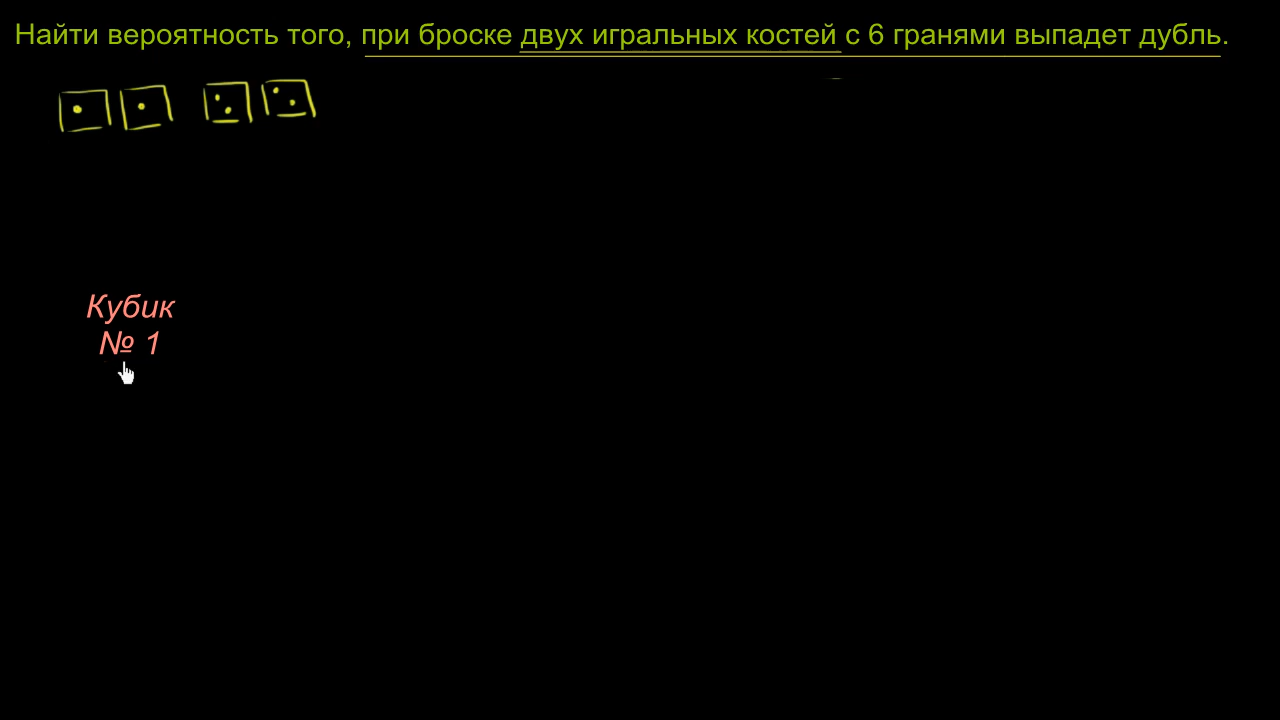 Найти вероятность того, при броске двух игральных костей с 6 гранями выпадет дубль.
Кубик
№ 1